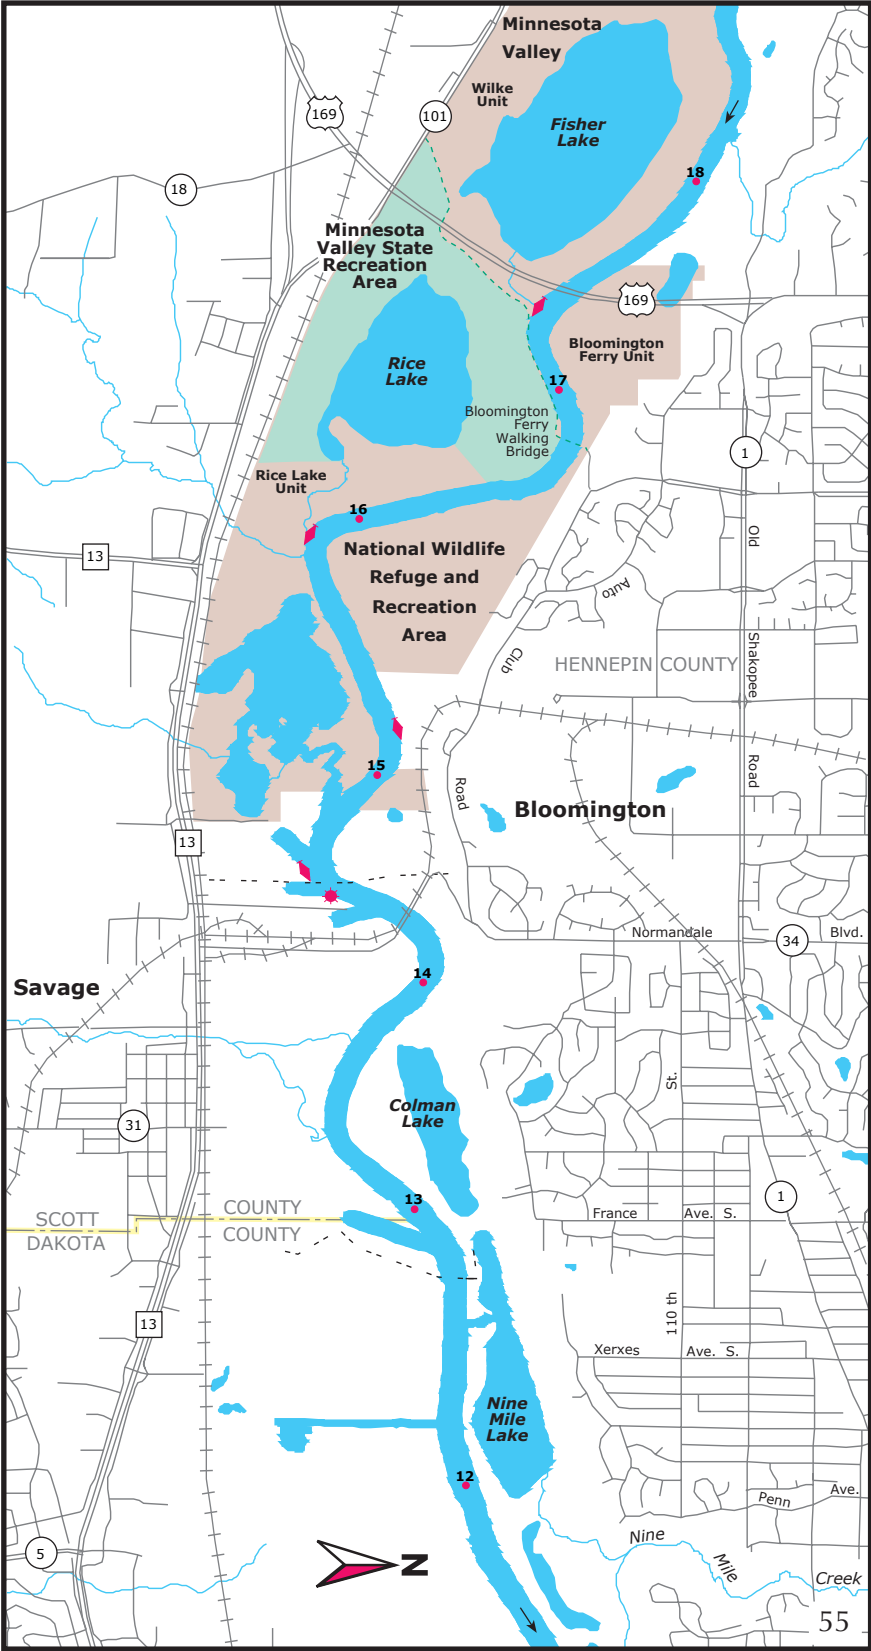 Minnesota
Valley
Wilke
Unit
Fisher
Lake
169
101
18
18
Minnesota
Valley State
Recreation
Area
169
Bloomington
Ferry Unit
Rice
Lake
17
Bloomington
Ferry
Walking
Bridge
1
Rice Lake
Unit
16
13
National Wildlife
Refuge and
Recreation
Area
Old
Auto
Club
HENNEPIN COUNTY
Shakopee
15
Road
Road
Bloomington
13
Normandale
34
Blvd.
14
Savage
St.
Colman
Lake
31
13
1
SCOTT
COUNTY
DAKOTA
COUNTY
France
Ave. S.
110 th
13
Xerxes
Ave. S.
Nine
Mile
Lake
12
Penn
Ave.
Nine
Mile
Creek
5
N
55